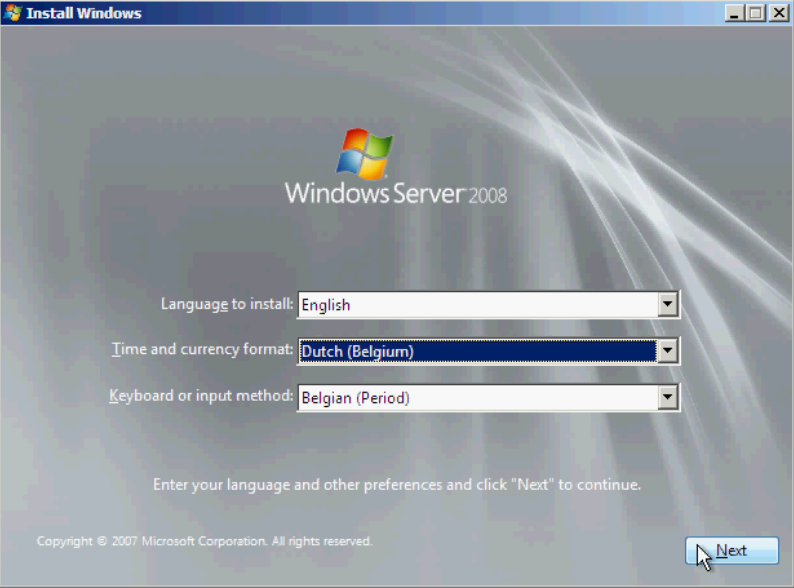 Install Windows
Windows Server 2008
Language to install: English
Time and currency format: Dutch (Belgium)
Keyboard or input method: Belgian (Period)
Enter your language and other preferences and click "Next" to continue.
Copyright © 2007 Microsoft Corporation. All rights reserved.
Next